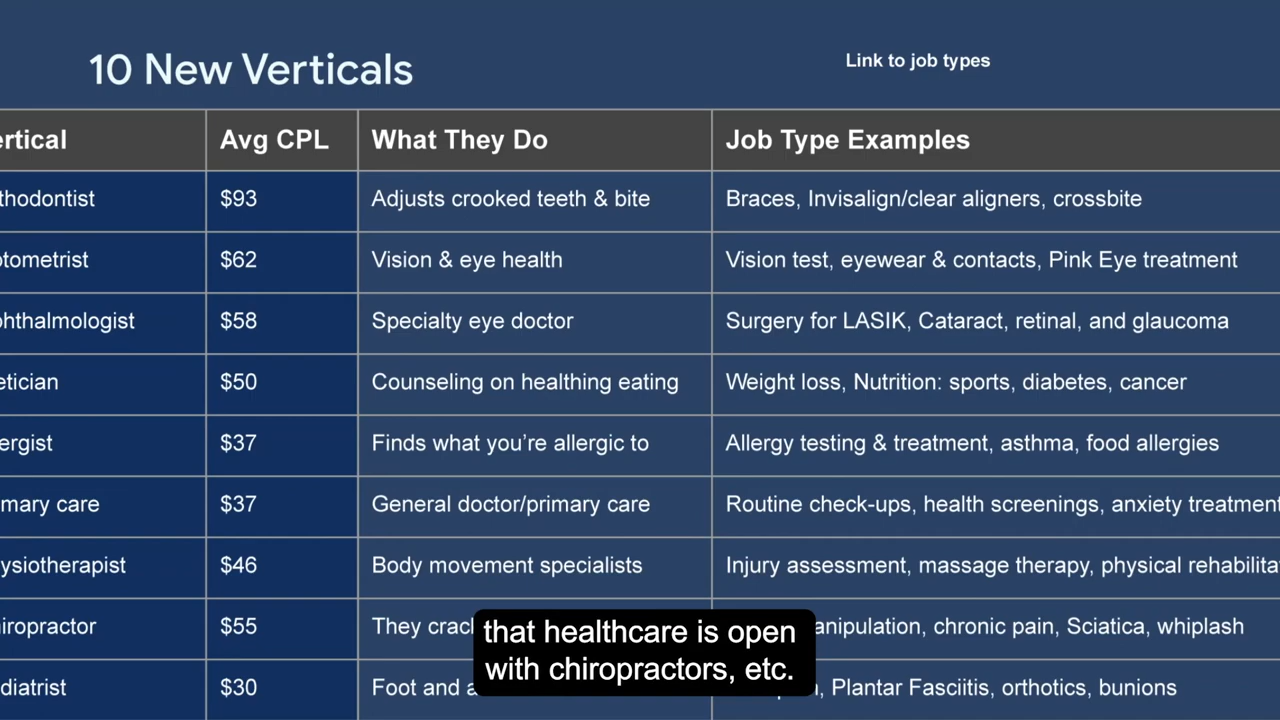 10 New Verticals
Link to job types
ertical Avg CPL What They Do Job Type Examples
thodontist $93 Adjusts crooked teeth & bite Braces, Invisalign/clear aligners, crossbite
otometrist $62 Vision & eye health Vision test, eyewear & contacts, Pink Eye treatment
ohthalmologist $58 Specialty eye doctor Surgery for LASIK, Cataract, retinal, and glaucoma
etician $50 Counseling on healthing eating Weight loss, Nutrition: sports, diabetes, cancer
ergist $37 Finds what you're allergic to Allergy testing & treatment, asthma, food allergies
mary care $37 General doctor/primary care Routine check-ups, health screenings, anxiety treatment
ysiotherapist $46 Body movement specialists Injury assessment, massage therapy, physical rehabilita
iropractor $55 They crac anipulation, chronic pain, Sciatica, whiplash
diatrist $30 Foot and a Plantar Fasciitis, orthotics, bunions
that healthcare is open
with chiropractors, etc.